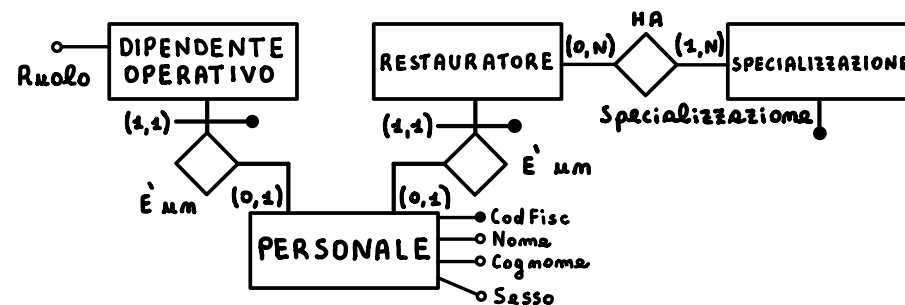 HA
DIPENDENTE
OPERATIVO
Ruolo
RESTAURATORE
(0,N)
(1,N)
SPECIALIZZAZIONE
Specializzazione
(1,1)
(1,1)
È un
È un
(0,1)
(0,1)
PERSONALE
CodFisc
Nome
Cognome
Sesso